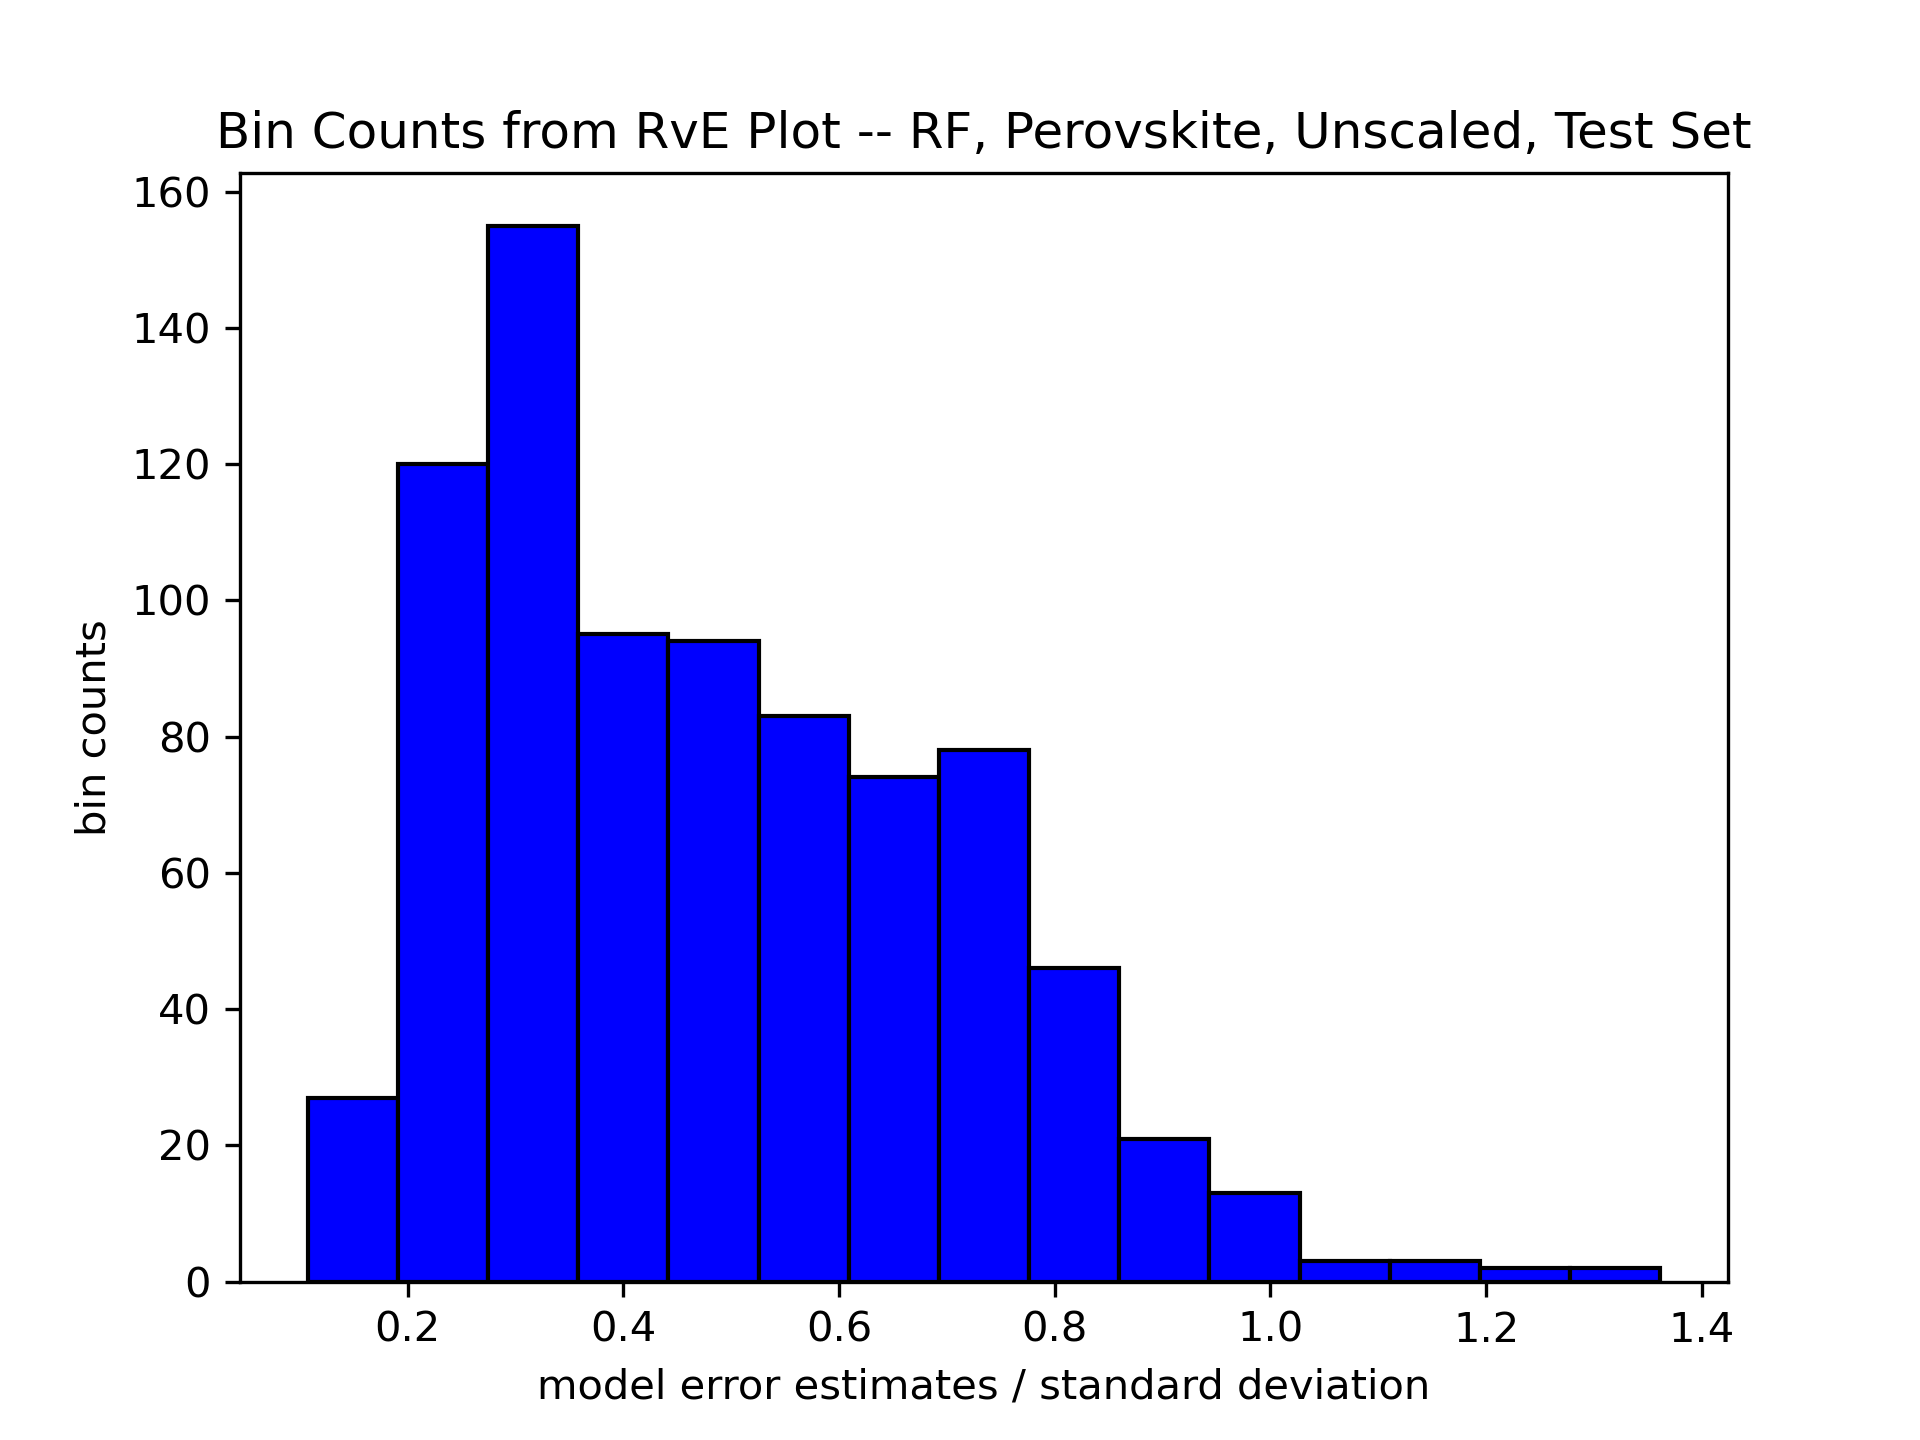 Bin Counts from RvE Plot -- RF, Perovskite, Unscaled, Test Set
160
140
120
100
80
60
40
20
0
bin counts
0.2 0.4 0.6 0.8 1.0 1.2 1.4
model error estimates / standard deviation